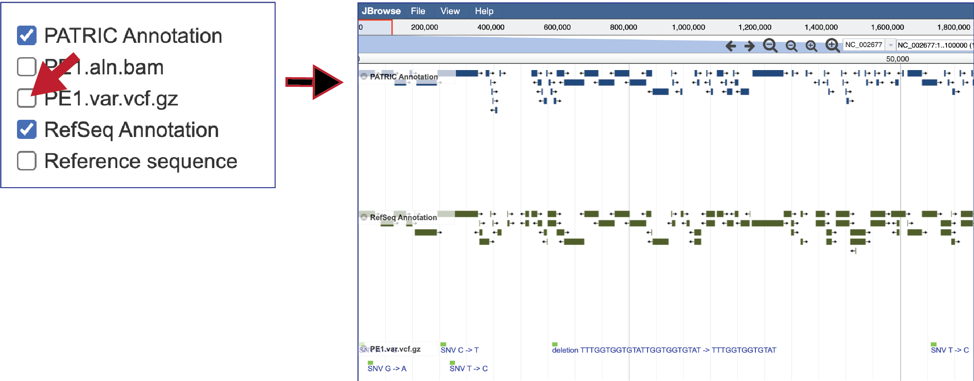 PATRIC Annotation
PE1.aln.bam
PE1.var.vcf.gz
RefSeq Annotation
Reference sequence
JBrowse File View Help
0 200,000 400,000 600,000 800,000 1,000,000 1,200,000 1,400,000 1,600,000 1,800,000
NC_002677 NC_002677:1..100000 (
0 50,000
PATRIC Annotation
RefSeq Annotation
PE1.var.vcf.gz SNV C -> T deletion TTTGGTGGTGTATTGGTGGTGTAT -> TTTGGTGGTGTAT SNV T -> C
SNV G -> A SNV T -> C